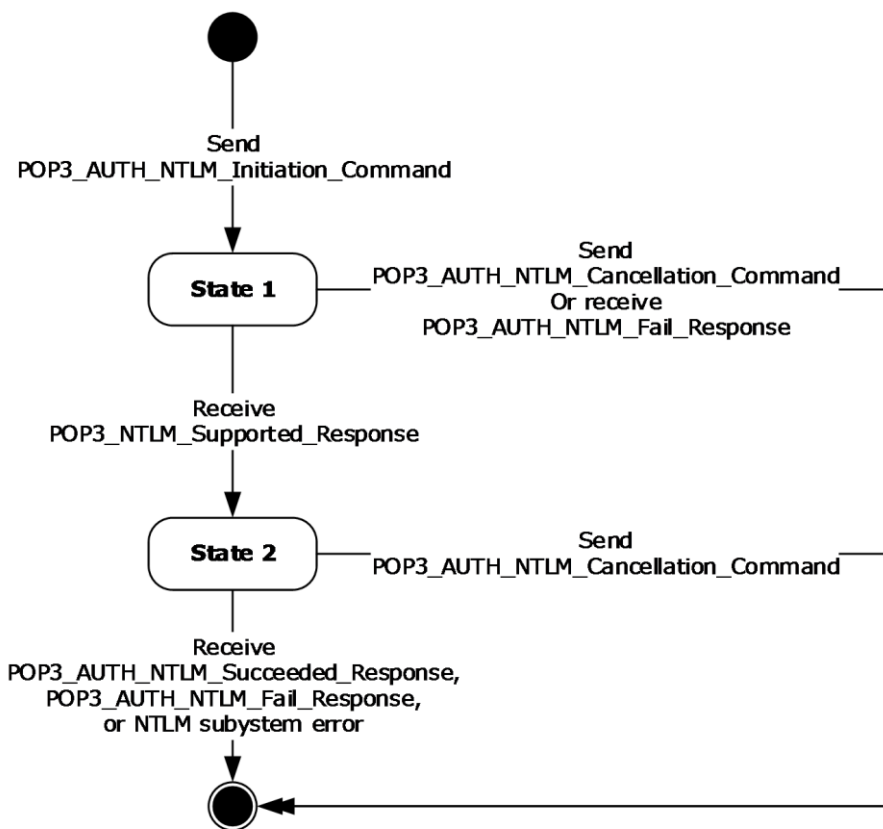 Send
POP3_AUTH_NTLM_Initiation_Command
State 1
Send
POP3_AUTH_NTLM_Cancellation_Command
Or receive
POP3_AUTH_NTLM_Fail_Response
Receive
POP3_NTLM_Supported_Response
State 2
Send
POP3_AUTH_NTLM_Cancellation_Command
Receive
POP3_AUTH_NTLM_Succeeded_Response,
POP3_AUTH_NTLM_Fail_Response,
or NTLM subystem error